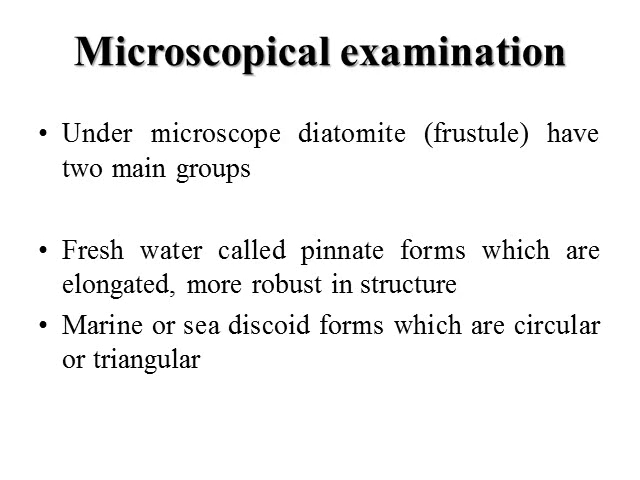 Microscopical examination
• Under microscope diatomite (frustule) have
two main groups
• Fresh water called pinnate forms which are
elongated, more robust in structure
• Marine or sea discoid forms which are circular
or triangular